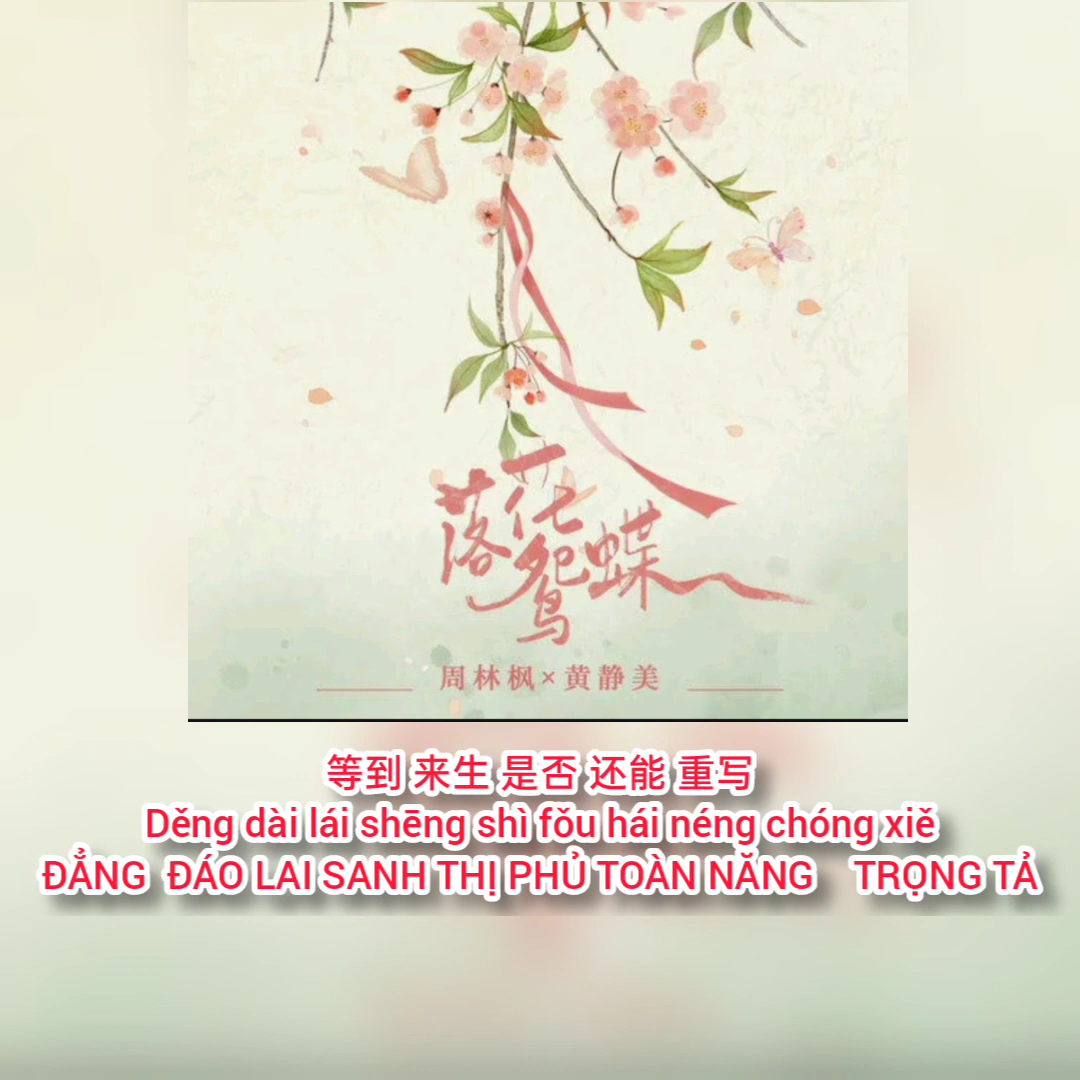 落花鸳蝶
周林枫×黄静美
等到 来生 是否 还能 重写
Děng dài lái shēng shì fǒu hái néng chóng xiě
ĐẲNG ĐÁO LAI SANH THỊ PHỦ TOÀN NĂNG TRỌNG TẢ